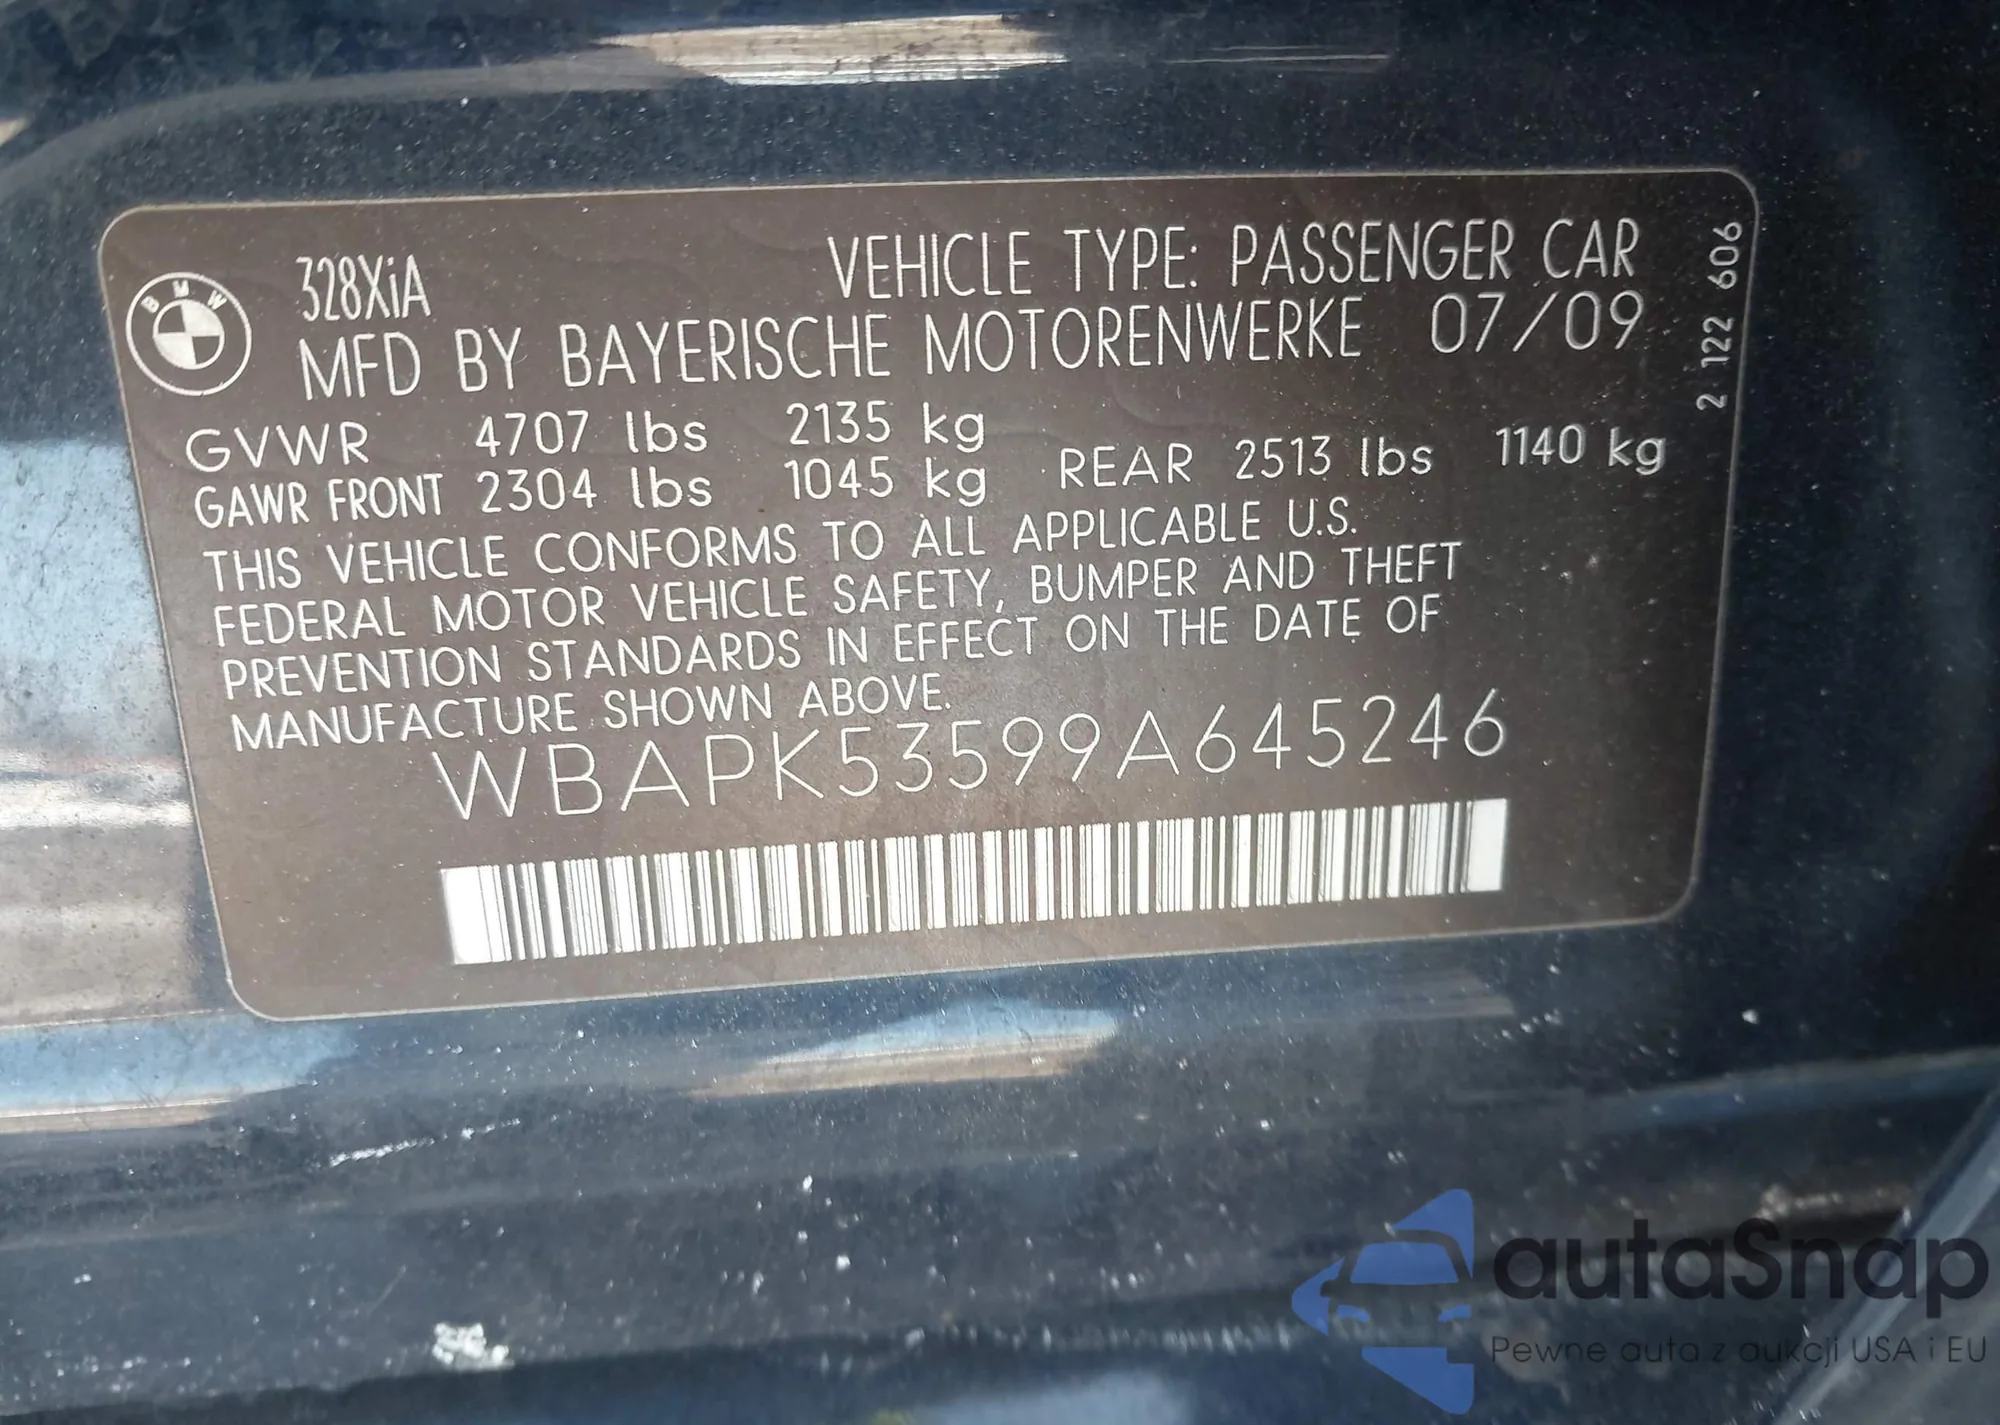 BMW
328XiA
VEHICLE TYPE: PASSENGER CAR
MFD BY BAYERISCHE MOTORENWERKE 07/09
GVWR 4707 lbs 2135 kg
GAWR FRONT 2304 lbs 1045 kg REAR 2513 lbs 1140 kg
THIS VEHICLE CONFORMS TO ALL APPLICABLE U.S.
FEDERAL MOTOR VEHICLE SAFETY, BUMPER AND THEFT
PREVENTION STANDARDS IN EFFECT ON THE DATE OF
MANUFACTURE SHOWN ABOVE.
WBAPK53599A645246
2 122 606
autaSnap
Pewne auta z aukcji USA i EU